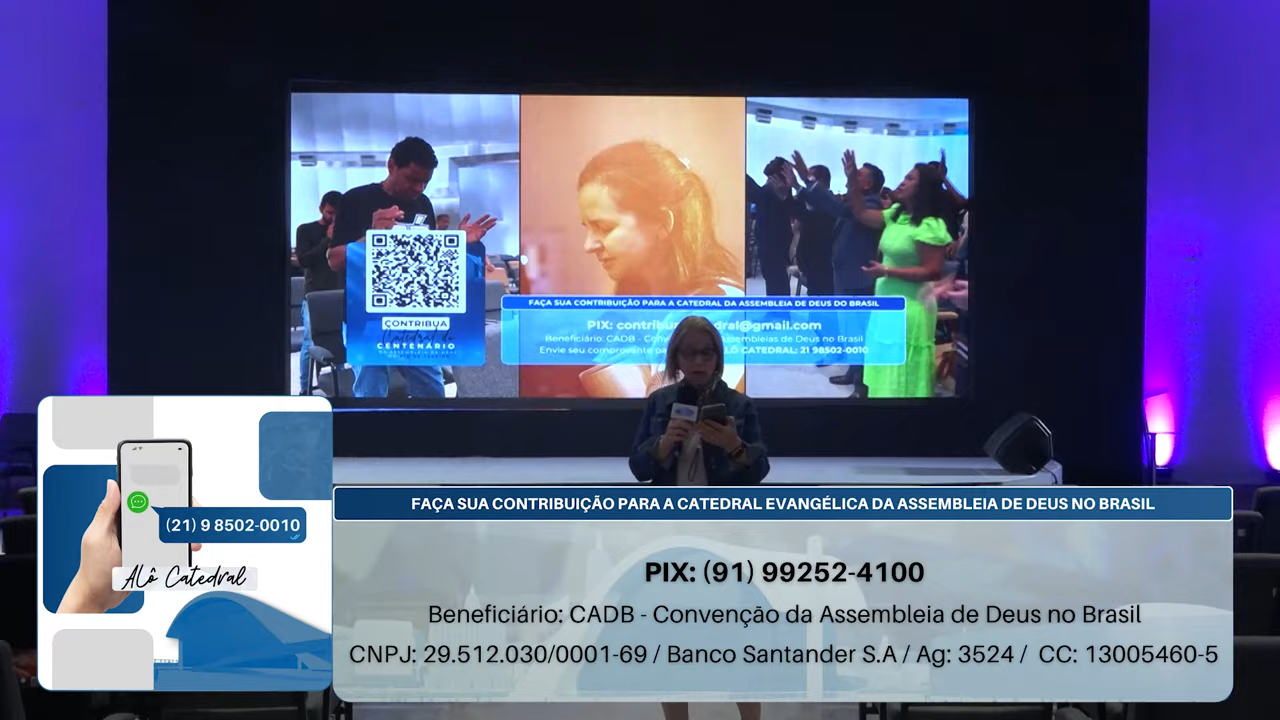 CONTRIBUA
Catedral do
CENTENÁRIO
FAÇA SUA CONTRIBUIÇÃO PARA A CATEDRAL DA ASSEMBLEIA DE DEUS DO BRASIL
PIX: contribu dral@gmail.com
Beneficiário: CADB - Conv Assembleias de Deus no Brasil
Envie seu comprovante pa ALÔ CATEDRAL: 21 98502-0010
(21) 9 8502-0010
Alô Catedral
FAÇA SUA CONTRIBUIÇÃO PARA A CATEDRAL EVANGÉLICA DA ASSEMBLEIA DE DEUS NO BRASIL
PIX: (91) 99252-4100
Beneficiário: CADB - Convenção da Assembleia de Deus no Brasil
CNPJ: 29.512.030/0001-69 / Banco Santander S.A / Ag: 3524 / CC: 13005460-5